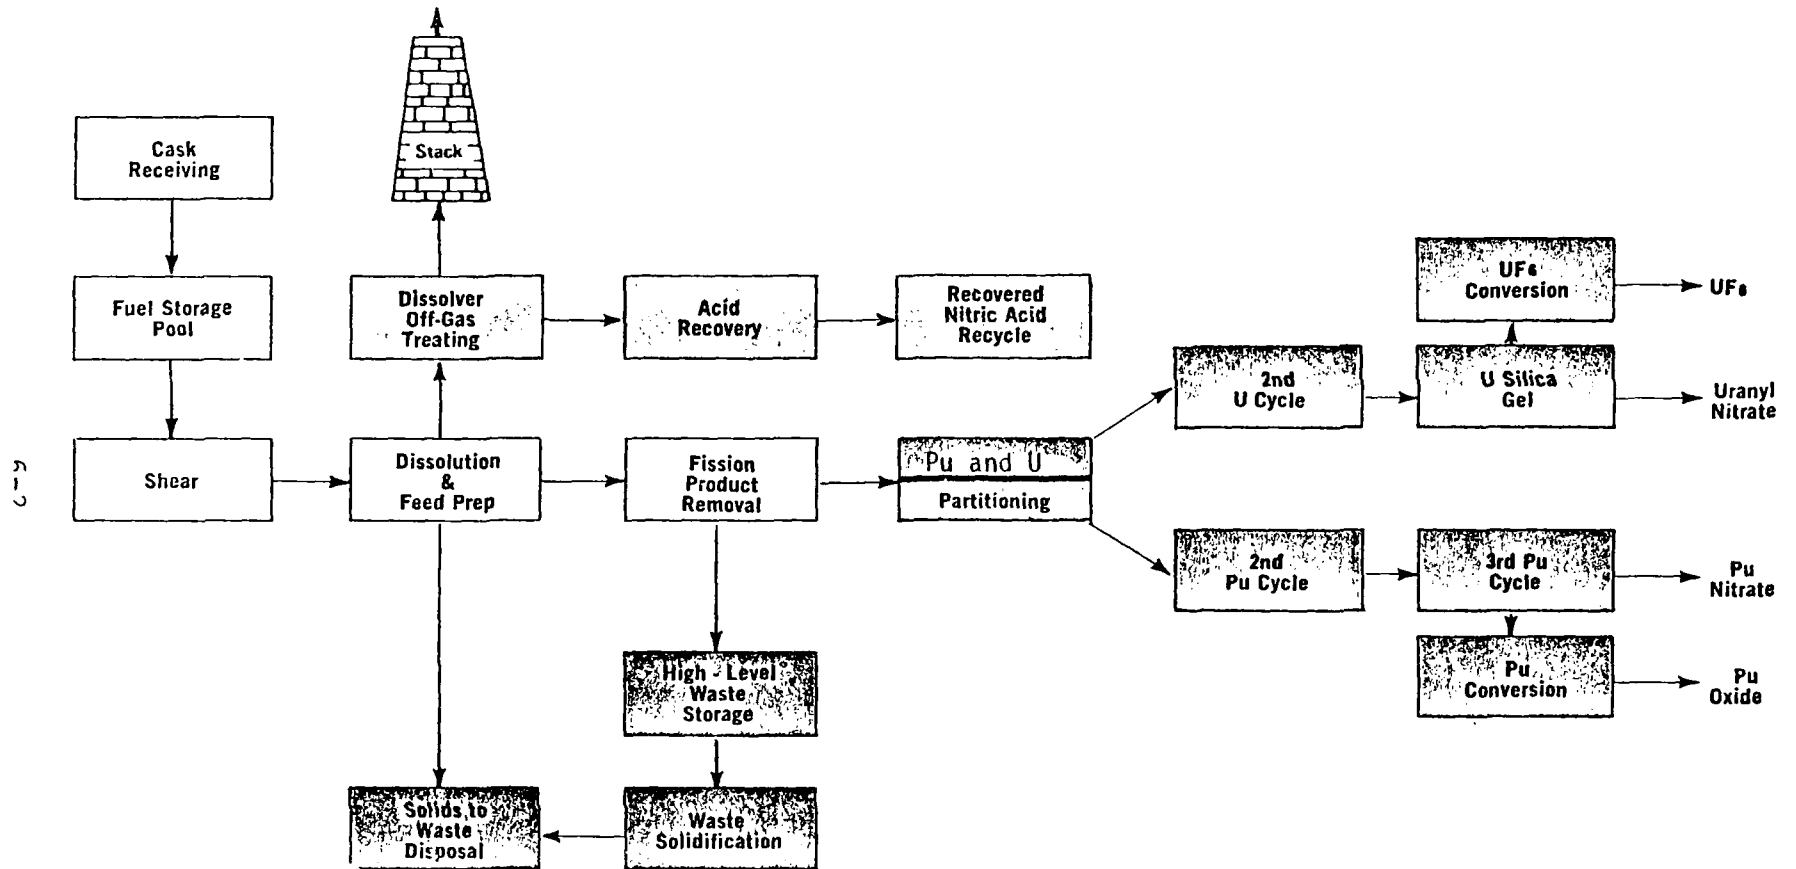 Stack
Cask
Receiving
Fuel Storage
Pool
Dissolver
Off-Gas
Treating
Acid
Recovery
Recovered
Nitric Acid
Recycle
UF6
Conversion
UF6
2nd
U Cycle
U Silica
Gel
Uranyl
Nitrate
Shear
Dissolution
&
Feed Prep
Fission
Product
Removal
Pu and U
Partitioning
2nd
Pu Cycle
3rd Pu
Cycle
Pu
Nitrate
Pu
Conversion
Pu
Oxide
High-Level
Waste
Storage
Solids to
Waste
Disposal
Waste
Solidification